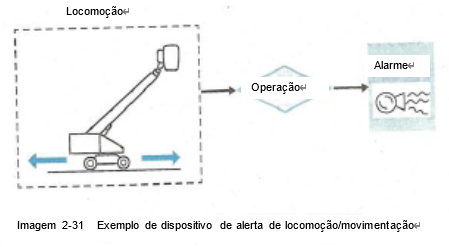 Locomoção
Operação
Alarme
Imagem 2-31 Exemplo de dispositivo de alerta de locomoção/movimentação